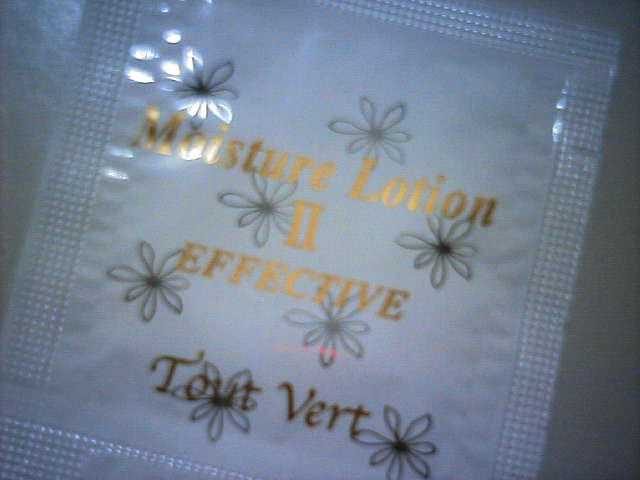 Moisture Lotion
II
EFFECTIVE
Tout Vert